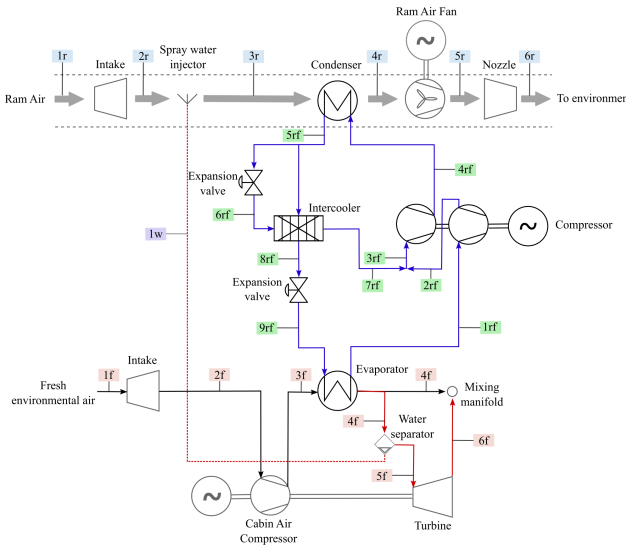 Ram Air Fan
Spray water
injector
1r
Intake
2r
3r
Condenser
4r
5r
Nozzle
6r
Ram Air
To environmer
5rf
4rf
Expansion
valve
6rf
Intercooler
Compressor
1w
8rf
3rf
7rf
2rf
Expansion
valve
9rf
1rf
Intake
Evaporator
1f
2f
3f
4f
Fresh
environmental air
Mixing
manifold
4f
Water
separator
6f
5f
Cabin Air
Compressor
Turbine